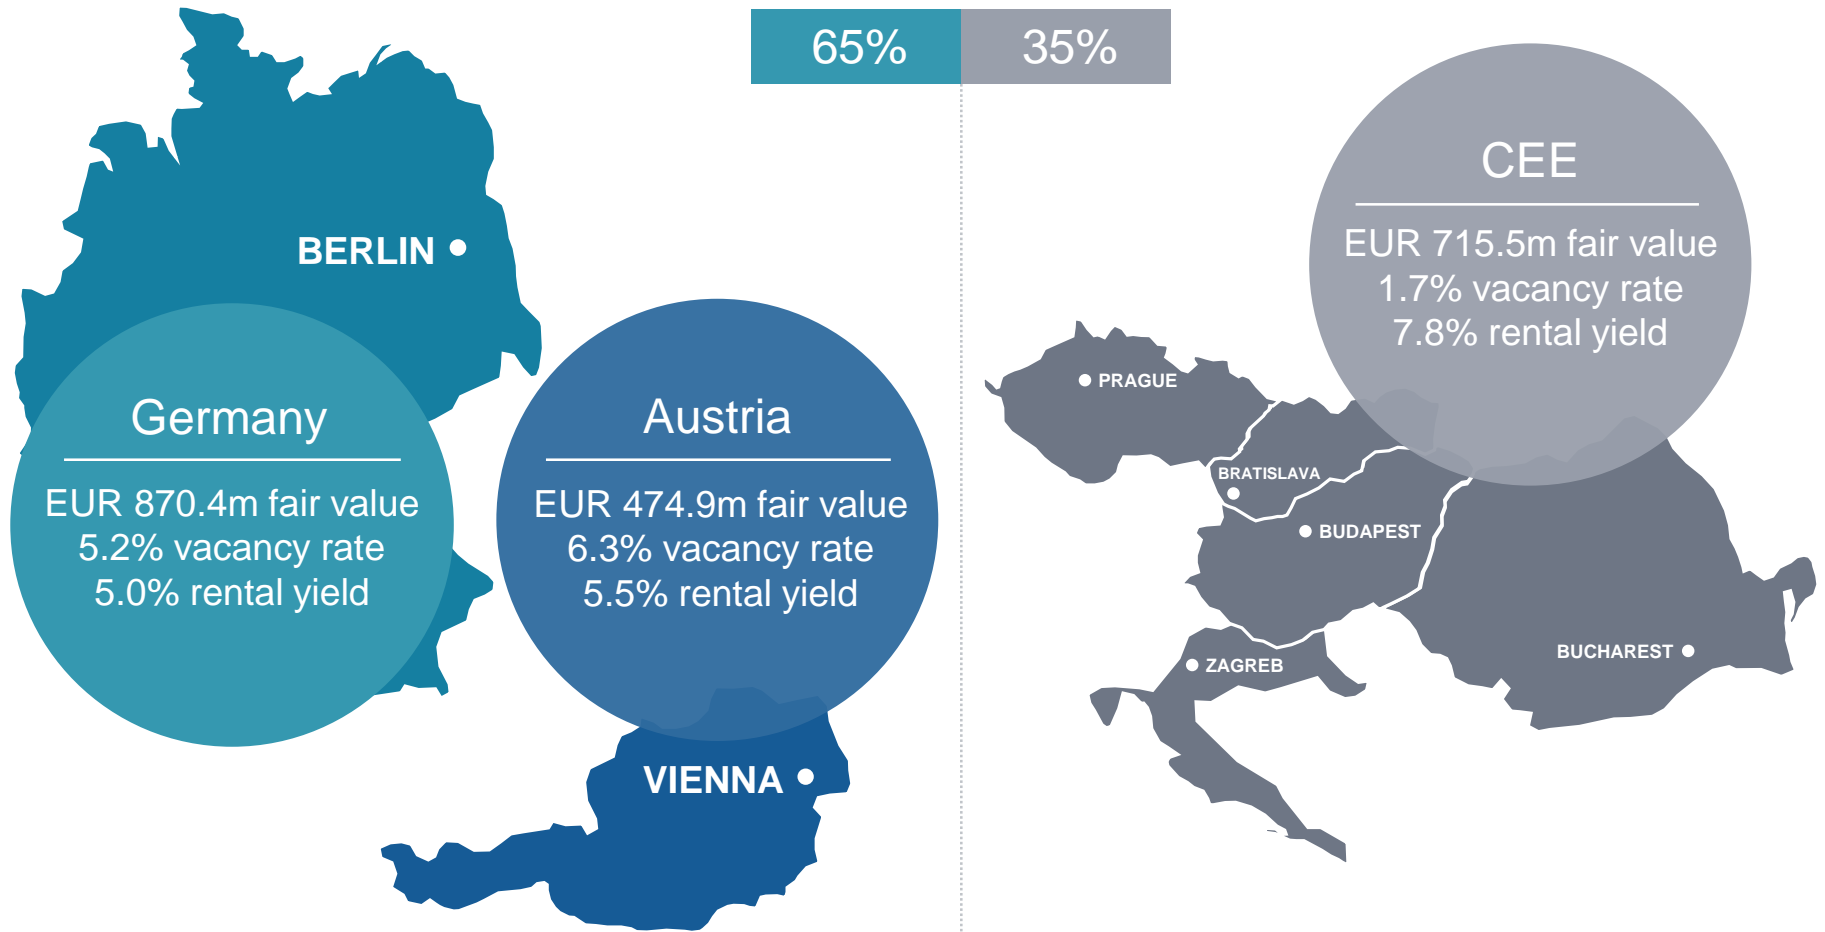 65%
35%
BERLIN
Germany
EUR 870.4m fair value
5.2% vacancy rate
5.0% rental yield
Austria
EUR 474.9m fair value
6.3% vacancy rate
5.5% rental yield
VIENNA
CEE
EUR 715.5m fair value
1.7% vacancy rate
7.8% rental yield
PRAGUE
BRATISLAVA
BUDAPEST
BUCHAREST
ZAGREB